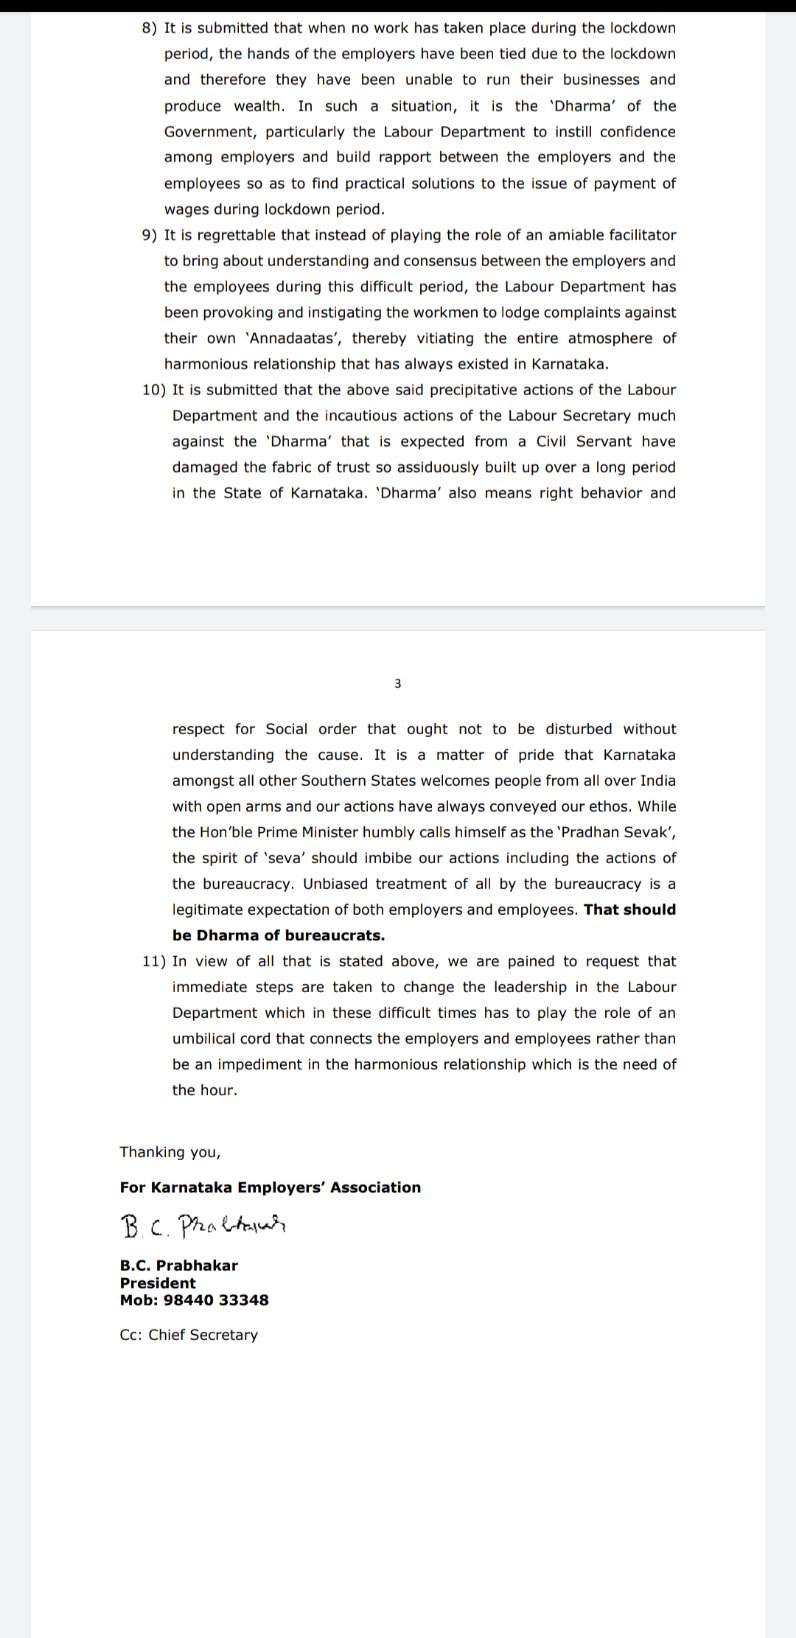 8) It is submitted that when no work has taken place during the lockdown
period, the hands of the employers have been tied due to the lockdown
and therefore they have been unable to run their businesses and
produce wealth. In such a situation, it is the ‘Dharma’ of the
Government, particularly the Labour Department to instill confidence
among employers and build rapport between the employers and the
employees so as to find practical solutions to the issue of payment of
wages during lockdown period.
9) It is regrettable that instead of playing the role of an amiable facilitator
to bring about understanding and consensus between the employers and
the employees during this difficult period, the Labour Department has
been provoking and instigating the workmen to lodge complaints against
their own ‘Annadaatas’, thereby vitiating the entire atmosphere of
harmonious relationship that has always existed in Karnataka.
10) It is submitted that the above said precipitative actions of the Labour
Department and the incautious actions of the Labour Secretary much
against the ‘Dharma’ that is expected from a Civil Servant have
damaged the fabric of trust so assiduously built up over a long period
in the State of Karnataka. ‘Dharma’ also means right behavior and
3
respect for Social order that ought not to be disturbed without
understanding the cause. It is a matter of pride that Karnataka
amongst all other Southern States welcomes people from all over India
with open arms and our actions have always conveyed our ethos. While
the Hon’ble Prime Minister humbly calls himself as the ‘Pradhan Sevak’,
the spirit of ‘seva’ should imbibe our actions including the actions of
the bureaucracy. Unbiased treatment of all by the bureaucracy is a
legitimate expectation of both employers and employees. That should
be Dharma of bureaucrats.
11) In view of all that is stated above, we are pained to request that
immediate steps are taken to change the leadership in the Labour
Department which in these difficult times has to play the role of an
umbilical cord that connects the employers and employees rather than
be an impediment in the harmonious relationship which is the need of
the hour.
Thanking you,
For Karnataka Employers’ Association
B.C. Prabhakar
B.C. Prabhakar
President
Mob: 98440 33348
Cc: Chief Secretary